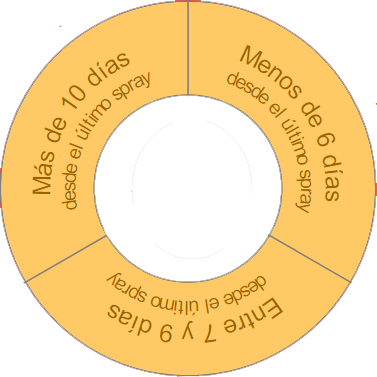 Más de 10 días
desde el último spray
Menos de 6 días
desde el último spray
Entre 7 y 9 días
desde el último spray